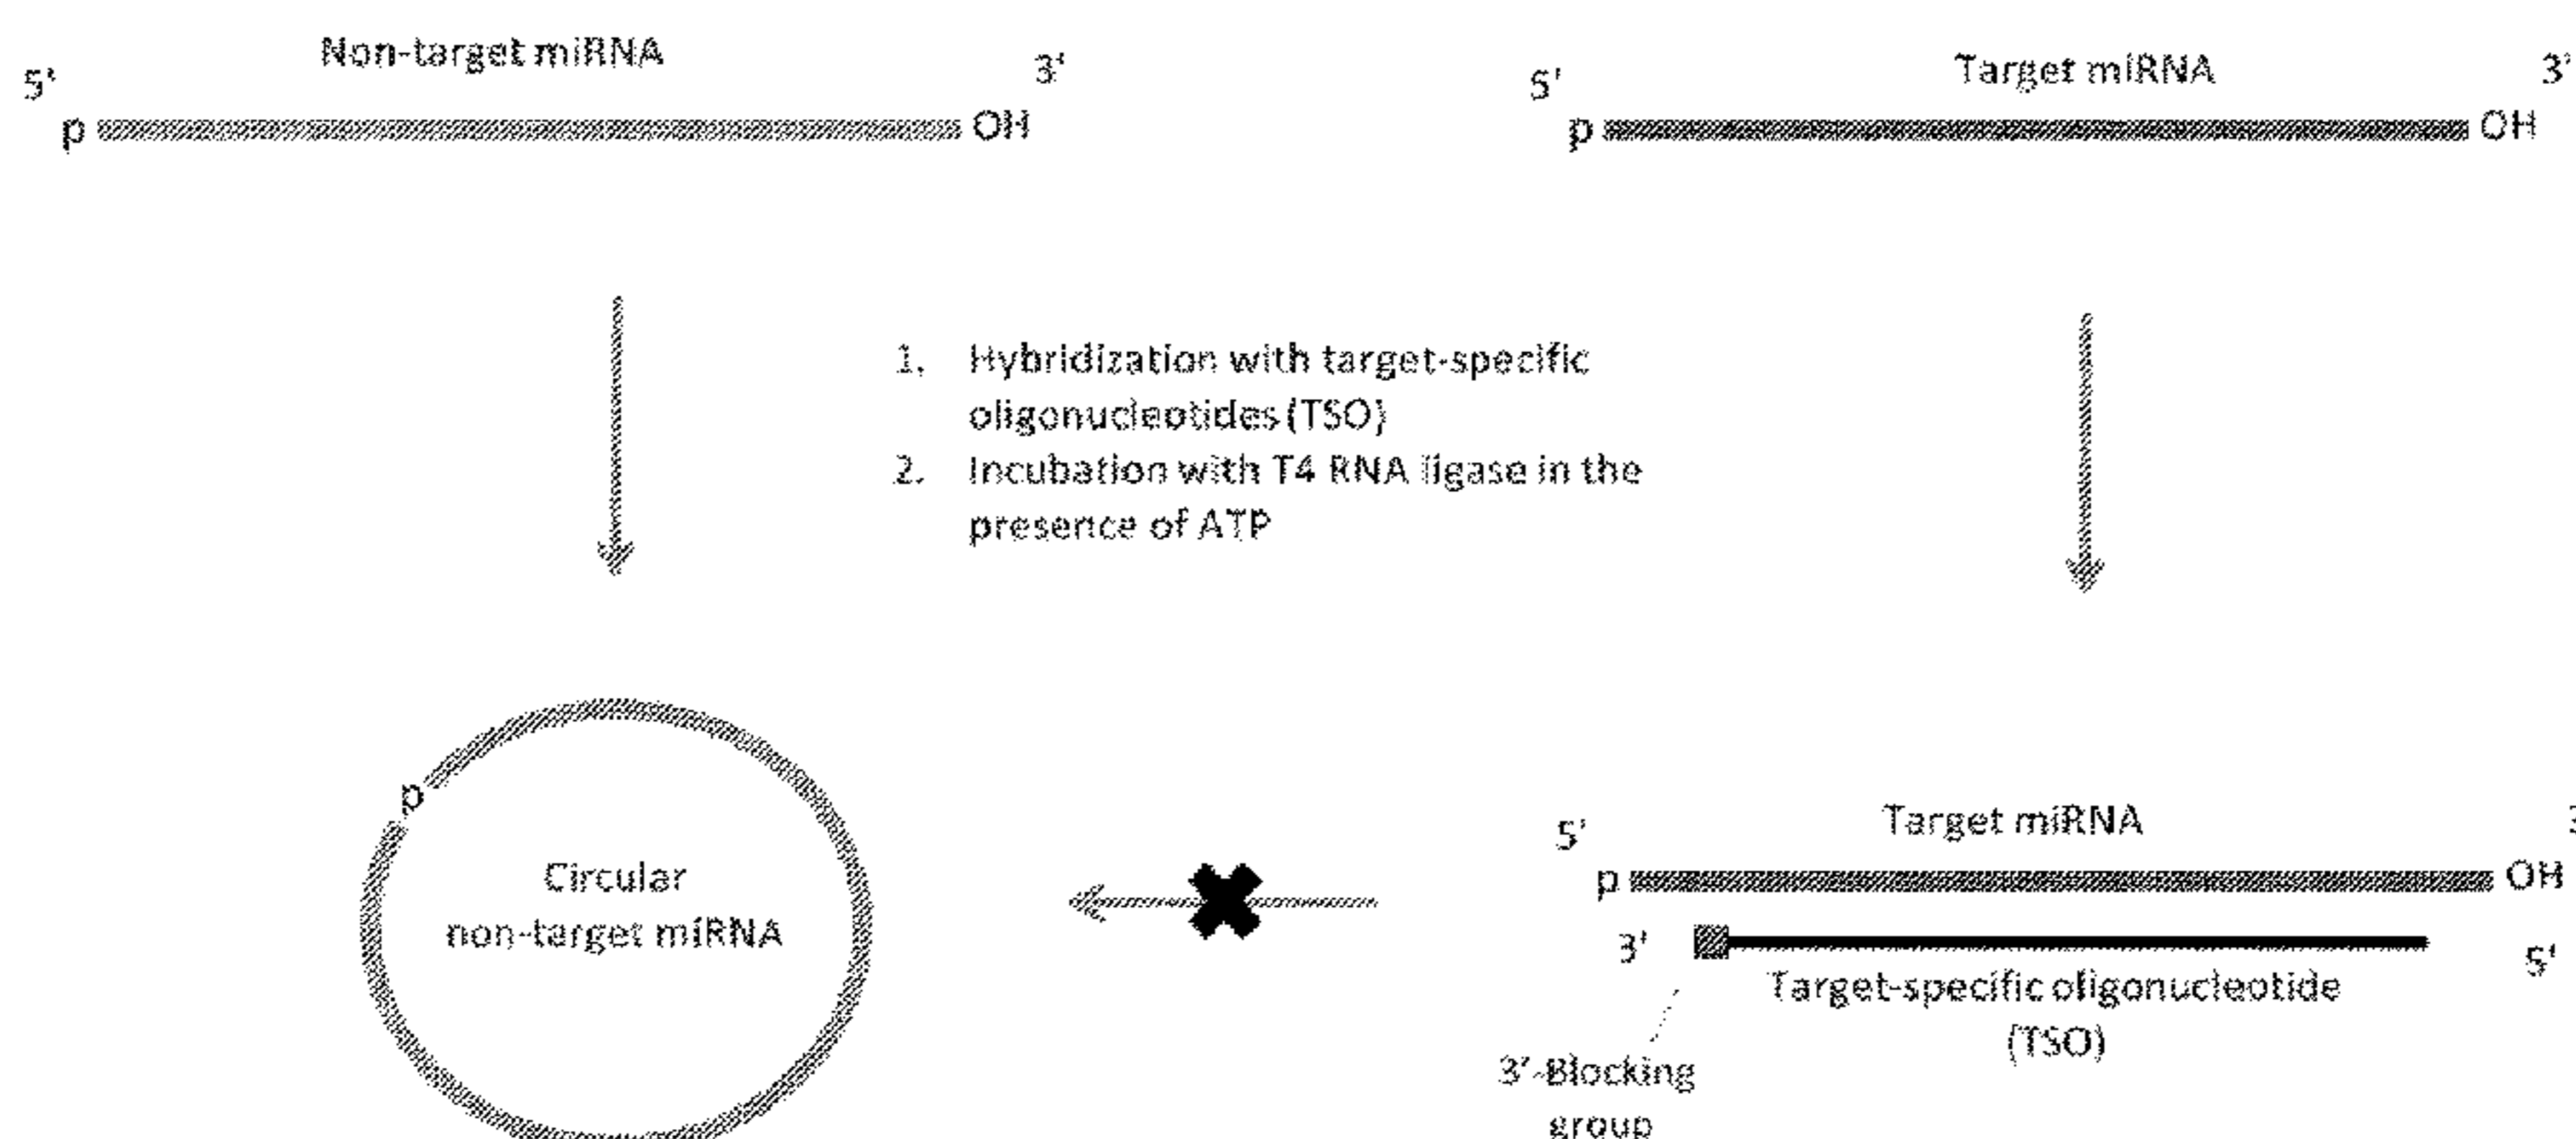 Non-target miRNA
5'
3'
p
OH
Target miRNA
5'
3'
p
OH
1. Hybridization with target-specific
oligonucleotides (TSO)
2. Incubation with T4 RNA ligase in the
presence of ATP
p
Circular
non-target miRNA
Target miRNA
5'
3
p
OH
3'
5'
Target-specific oligonucleotide
(TSO)
3'-Blocking
group